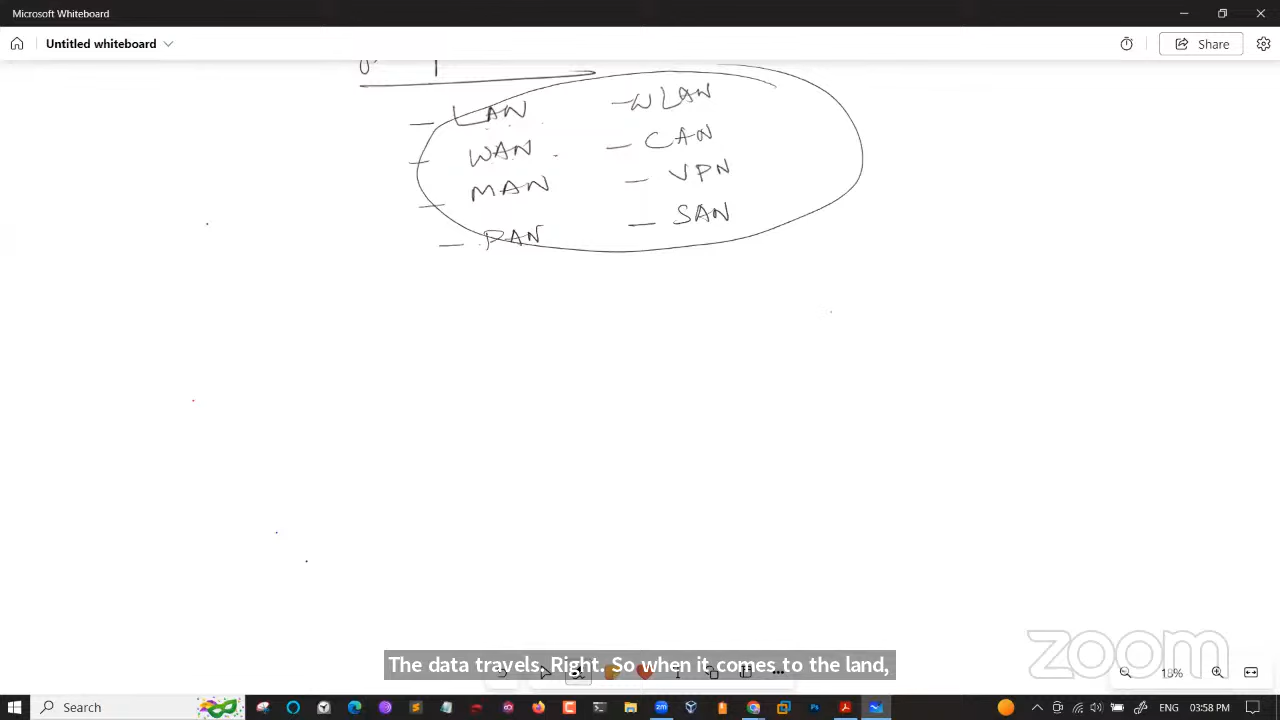 Microsoft Whiteboard
Untitled whiteboard
Share
- LAN
- WAN
- MAN
- PAN
- WLAN
- CAN
- VPN
- SAN
The data travels. Right. So when it comes to the land,
zoom
18%
Search
ENG
03:58 PM